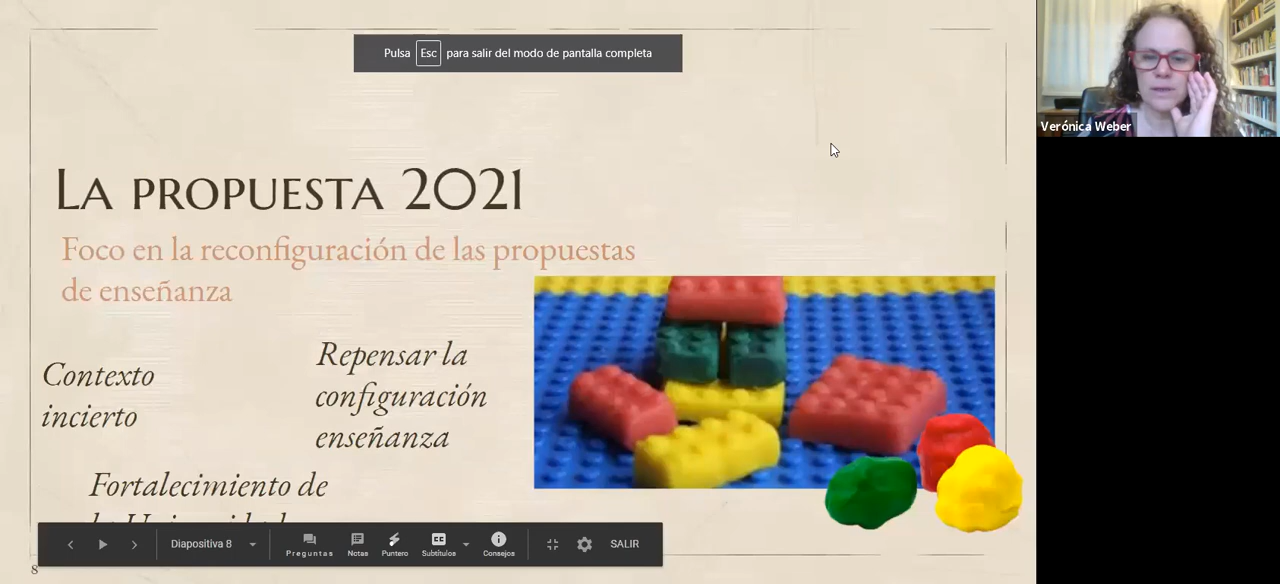 Pulsa Esc para salir del modo de pantalla completa
Verónica Weber
La propuesta 2021
Foco en la reconfiguración de las propuestas
de enseñanza
Contexto
incierto
Repensar la
configuración
enseñanza
Fortalecimiento de
Diapositiva 8
Preguntas
Notas
Puntero
Subtítulos
Consejos
SALIR
8